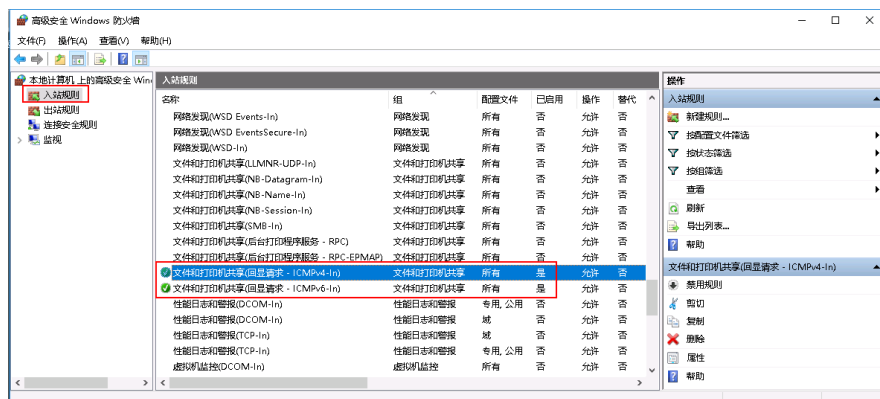 高级安全 Windows 防火墙
文件(F) 操作(A) 查看(V) 帮助(H)
本地计算机 上的高级安全 Win
入站规则
出站规则
连接安全规则
监视
入站规则
名称 组 配置文件 已启用 操作 替代
网络发现(WSD Events-In) 网络发现 所有 否 允许 否
网络发现(WSD EventsSecure-In) 网络发现 所有 否 允许 否
网络发现(WSD-In) 网络发现 所有 否 允许 否
文件和打印机共享(LLMNR-UDP-In) 文件和打印机共享 所有 否 允许 否
文件和打印机共享(NB-Datagram-In) 文件和打印机共享 所有 否 允许 否
文件和打印机共享(NB-Name-In) 文件和打印机共享 所有 否 允许 否
文件和打印机共享(NB-Session-In) 文件和打印机共享 所有 否 允许 否
文件和打印机共享(SMB-In) 文件和打印机共享 所有 否 允许 否
文件和打印机共享(后台打印程序服务 - RPC) 文件和打印机共享 所有 否 允许 否
文件和打印机共享(后台打印程序服务 - RPC-EPMAP) 文件和打印机共享 所有 否 允许 否
文件和打印机共享(回显请求 - ICMPv4-In) 文件和打印机共享 所有 是 允许 否
文件和打印机共享(回显请求 - ICMPv6-In) 文件和打印机共享 所有 是 允许 否
性能日志和警报(DCOM-In) 性能日志和警报 专用, 公用 否 允许 否
性能日志和警报(DCOM-In) 性能日志和警报 域 否 允许 否
性能日志和警报(TCP-In) 性能日志和警报 域 否 允许 否
性能日志和警报(TCP-In) 性能日志和警报 专用, 公用 否 允许 否
虚拟机监控(DCOM-In) 虚拟机监控 所有 否 允许 否
操作
入站规则
新建规则...
按配置文件筛选
按状态筛选
按组筛选
查看
刷新
导出列表...
帮助
文件和打印机共享(回显请求 - ICMPv4-In)
禁用规则
剪切
复制
删除
属性
帮助